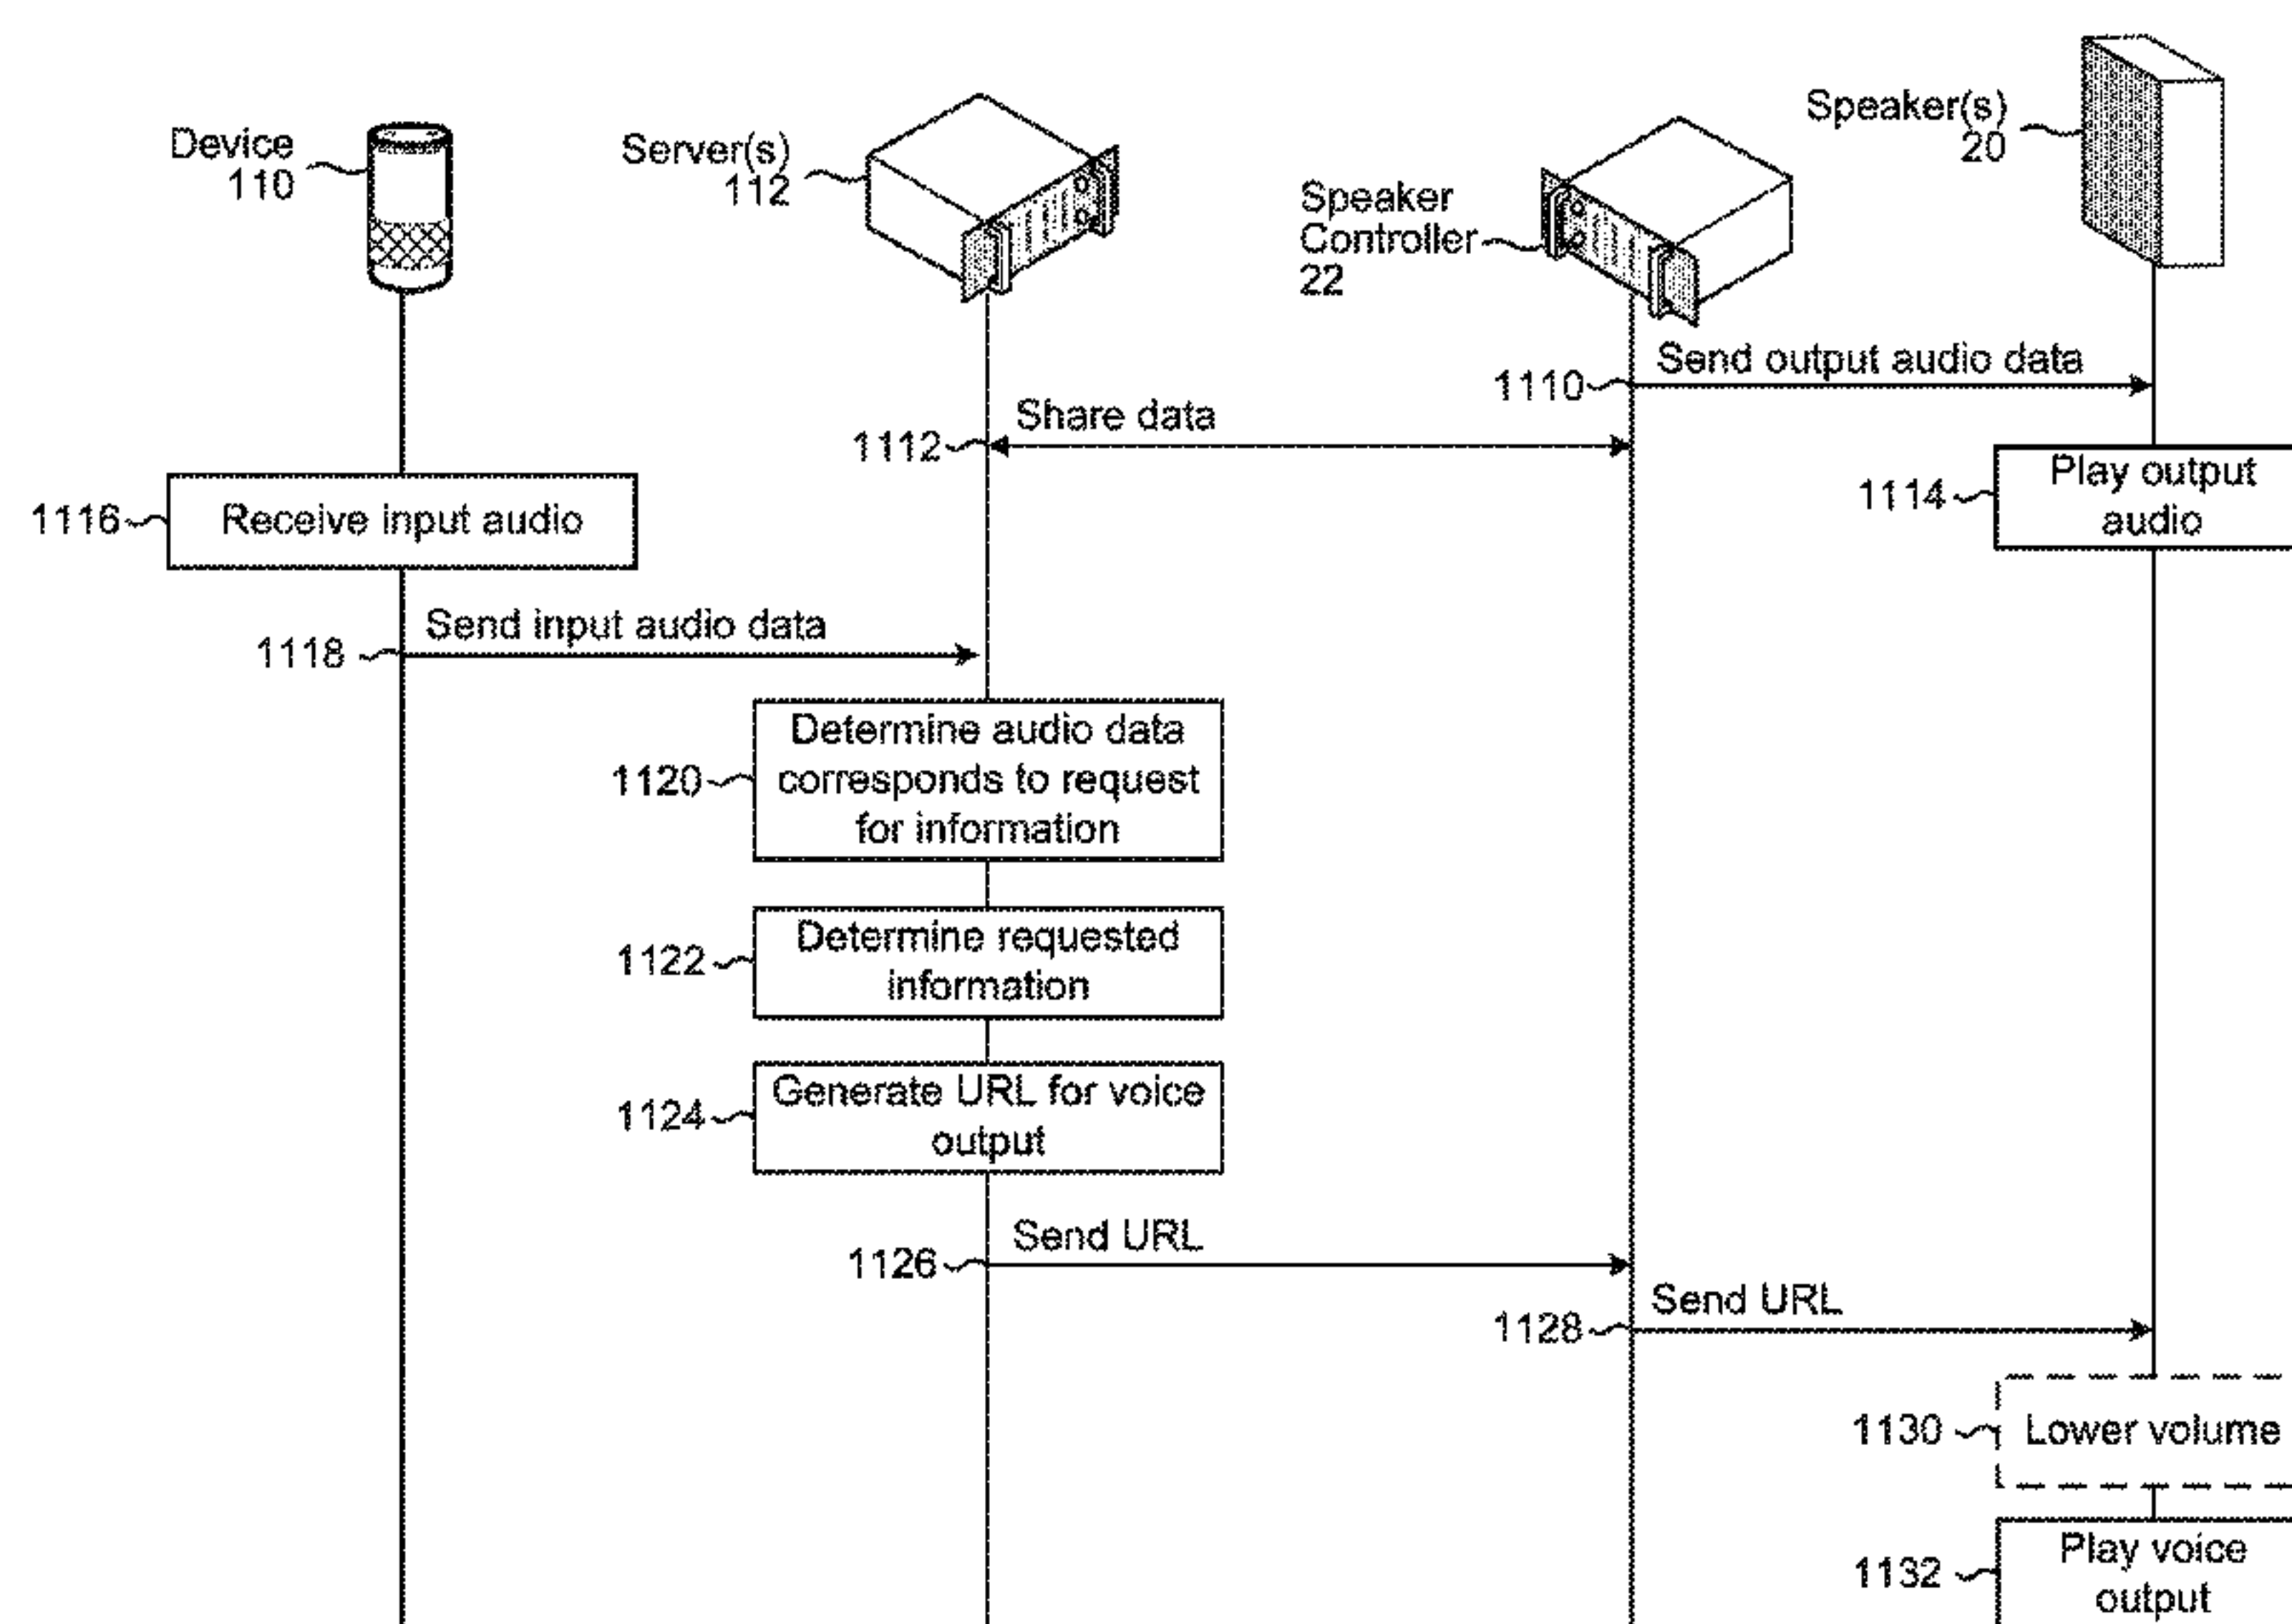 Device
110
Server(s)
112
Speaker
Controller
22
Speaker(s)
20
1110
Send output audio data
1112
Share data
1114
Play output
audio
1116
Receive input audio
1118
Send input audio data
1120
Determine audio data
corresponds to request
for information
1122
Determine requested
information
1124
Generate URL for voice
output
1126
Send URL
1128
Send URL
1130
Lower volume
1132
Play voice
output